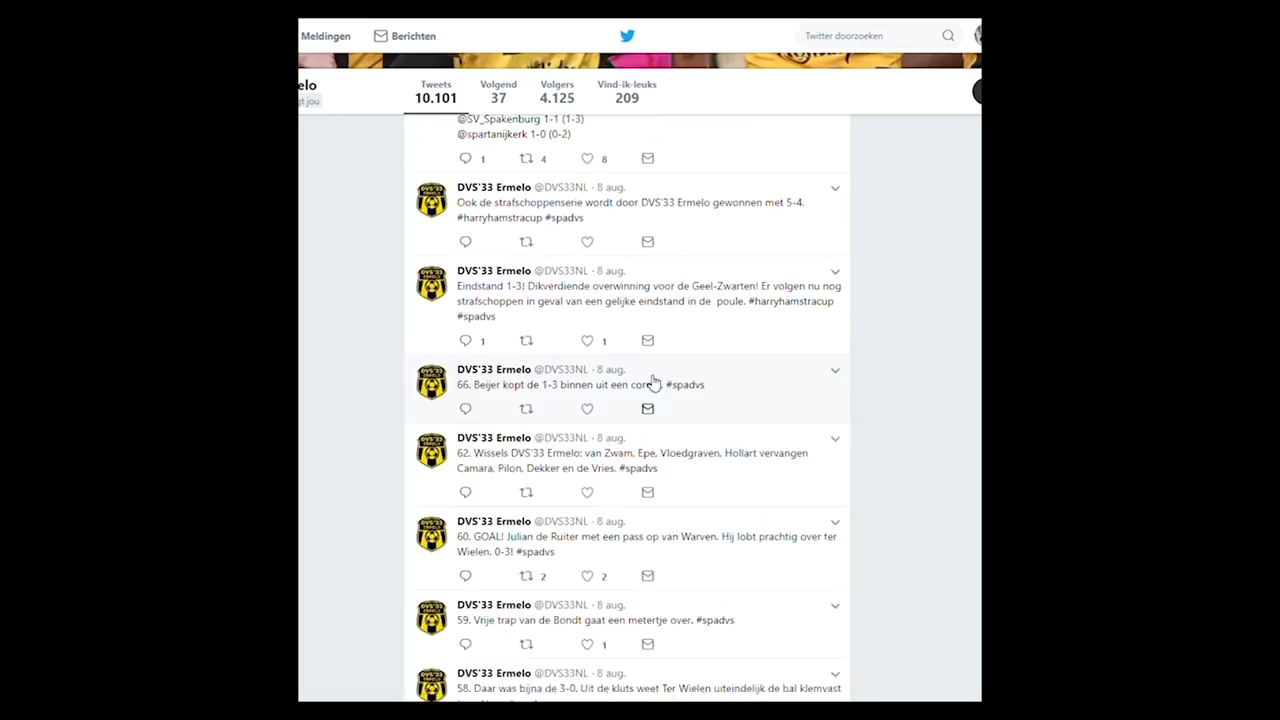 Meldingen Berichten Twitter doorzoeken
elo Tweets Volgend Volgers Vind-ik-leuks
gt jou 10.101 37 4.125 209
@SV_Spakenburg 1-1 (1-3)
@spartanijkerk 1-0 (0-2)
1 4 8
DVS'33 Ermelo @DVS33NL · 8 aug.
Ook de strafschoppenserie wordt door DVS'33 Ermelo gewonnen met 5-4.
#harryhamstracup #spadvs
DVS'33 Ermelo @DVS33NL · 8 aug.
Eindstand 1-3! Dikverdiende overwinning voor de Geel-Zwarten! Er volgen nu nog
strafschoppen in geval van een gelijke eindstand in de poule. #harryhamstracup
#spadvs
1 1
DVS'33 Ermelo @DVS33NL · 8 aug.
66. Beijer kopt de 1-3 binnen uit een #spadvs
DVS'33 Ermelo @DVS33NL · 8 aug.
62. Wissels DVS'33 Ermelo: van Zwam, Epe, Vloedgraven, Hollart vervangen
Camara, Pilon, Dekker en de Vries. #spadvs
DVS'33 Ermelo @DVS33NL · 8 aug.
60. GOAL! Julian de Ruiter met een pass op van Warven. Hij lobt prachtig over ter
Wielen. 0-3! #spadvs
2 2
DVS'33 Ermelo @DVS33NL · 8 aug.
59. Vrije trap van de Bondt gaat een metertje over. #spadvs
1
DVS'33 Ermelo @DVS33NL · 8 aug.
58. Daar was bijna de 3-0. Uit de kluts weet Ter Wielen uiteindelijk de bal klemvast